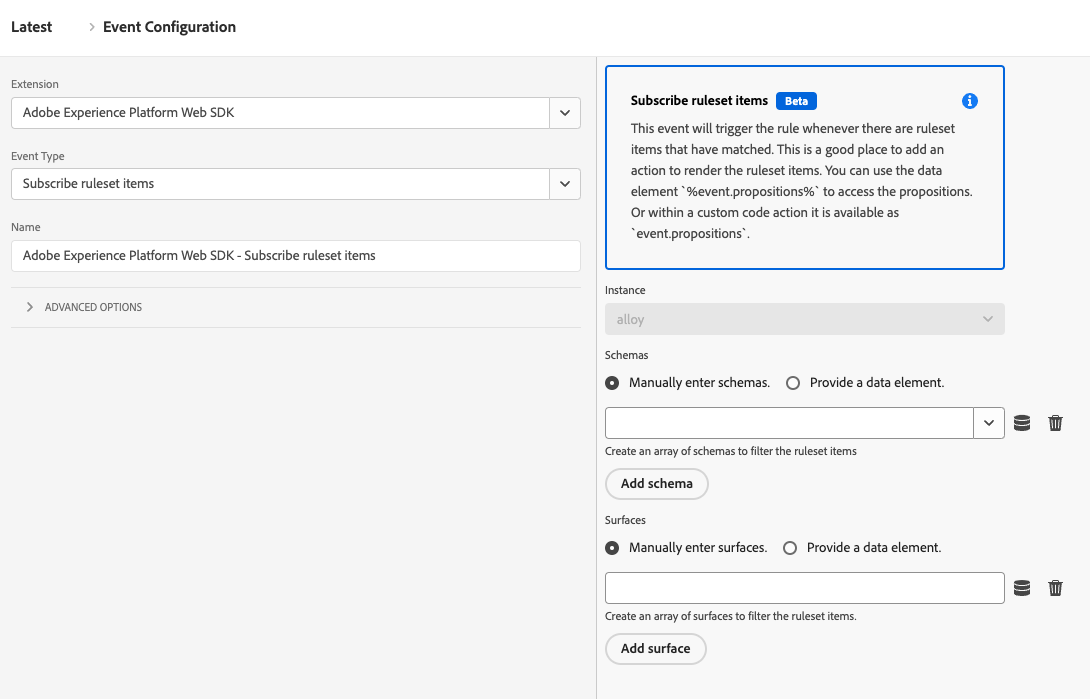 Latest > Event Configuration
Extension
Adobe Experience Platform Web SDK
Event Type
Subscribe ruleset items
Name
Adobe Experience Platform Web SDK - Subscribe ruleset items
ADVANCED OPTIONS
Subscribe ruleset items Beta
This event will trigger the rule whenever there are ruleset
items that have matched. This is a good place to add an
action to render the ruleset items. You can use the data
element `%event.propositions%` to access the propositions.
Or within a custom code action it is available as
`event.propositions`.
Instance
alloy
Schemas
Manually enter schemas. Provide a data element.
Create an array of schemas to filter the ruleset items
Add schema
Surfaces
Manually enter surfaces. Provide a data element.
Create an array of surfaces to filter the ruleset items.
Add surface